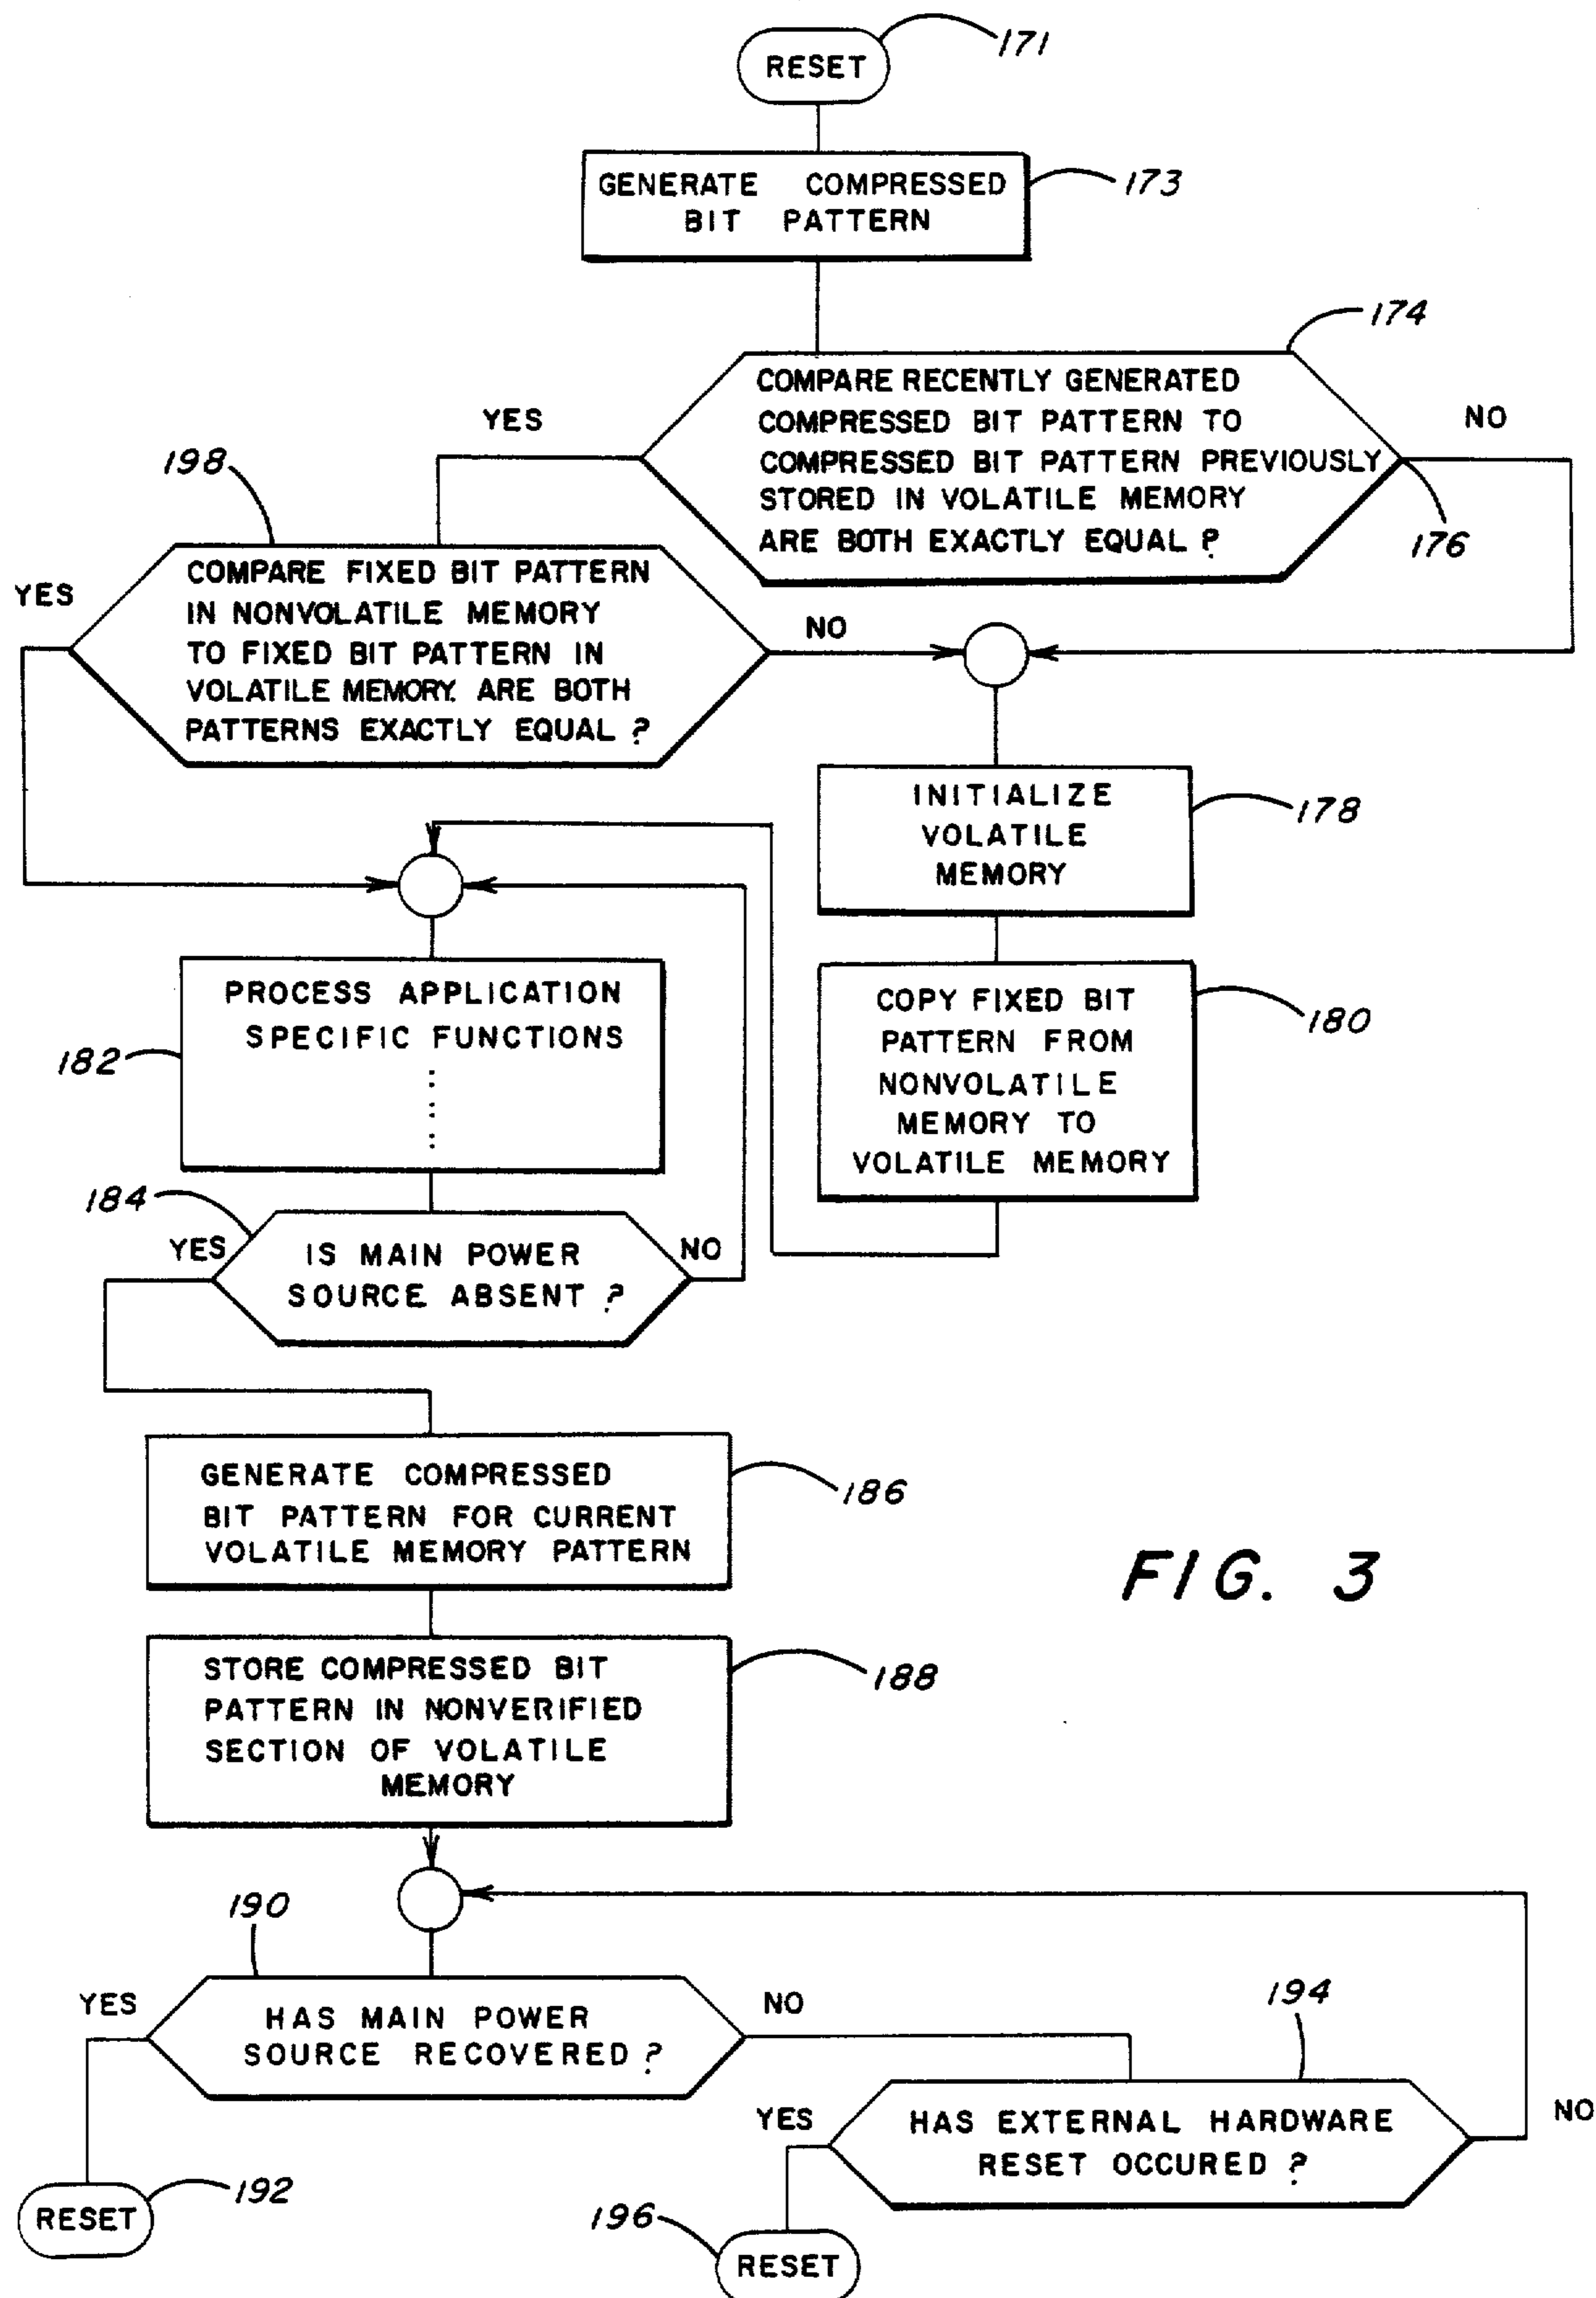 171
RESET
173
GENERATE COMPRESSED
BIT PATTERN
174
COMPARE RECENTLY GENERATED
COMPRESSED BIT PATTERN TO
COMPRESSED BIT PATTERN PREVIOUSLY
STORED IN VOLATILE MEMORY
ARE BOTH EXACTLY EQUAL ?
YES
NO
176
198
COMPARE FIXED BIT PATTERN
IN NONVOLATILE MEMORY
TO FIXED BIT PATTERN IN
VOLATILE MEMORY. ARE BOTH
PATTERNS EXACTLY EQUAL ?
YES
NO
INITIALIZE
VOLATILE
MEMORY
178
COPY FIXED BIT
PATTERN FROM
NONVOLATILE
MEMORY TO
VOLATILE MEMORY
180
PROCESS APPLICATION
SPECIFIC FUNCTIONS
182
184
YES
IS MAIN POWER
SOURCE ABSENT ?
NO
GENERATE COMPRESSED
BIT PATTERN FOR CURRENT
VOLATILE MEMORY PATTERN
186
FIG. 3
STORE COMPRESSED BIT
PATTERN IN NONVERIFIED
SECTION OF VOLATILE
MEMORY
188
190
YES
HAS MAIN POWER
SOURCE RECOVERED ?
NO
194
YES
HAS EXTERNAL HARDWARE
RESET OCCURED ?
NO
RESET
192
196
RESET